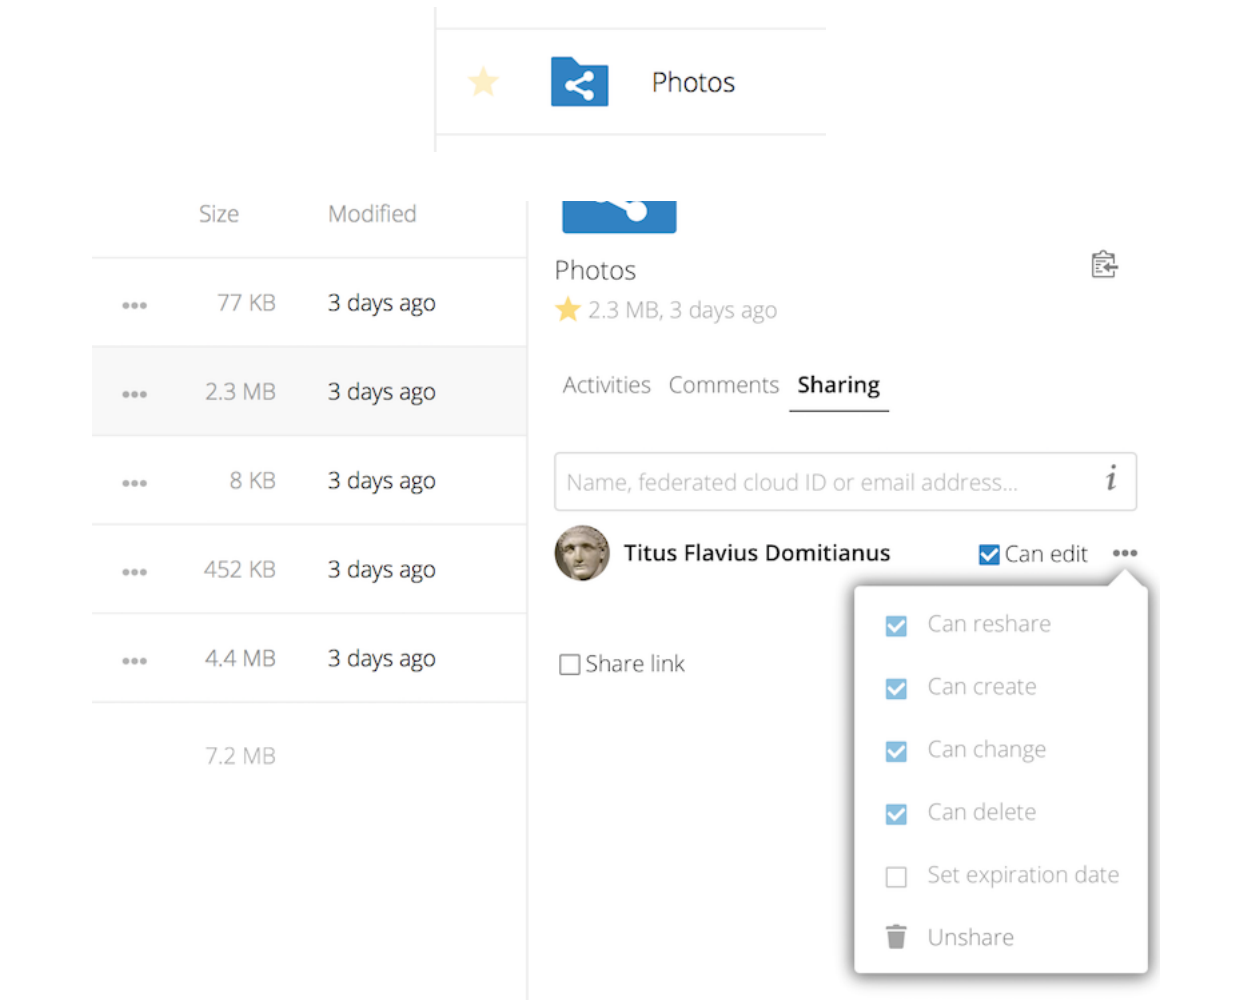 Photos
Size Modified
77 KB 3 days ago
2.3 MB 3 days ago
8 KB 3 days ago
452 KB 3 days ago
4.4 MB 3 days ago
7.2 MB
Photos
2.3 MB, 3 days ago
Activities Comments Sharing
Name, federated cloud ID or email address... i
Titus Flavius Domitianus Can edit
Share link
Can reshare
Can create
Can change
Can delete
Set expiration date
Unshare